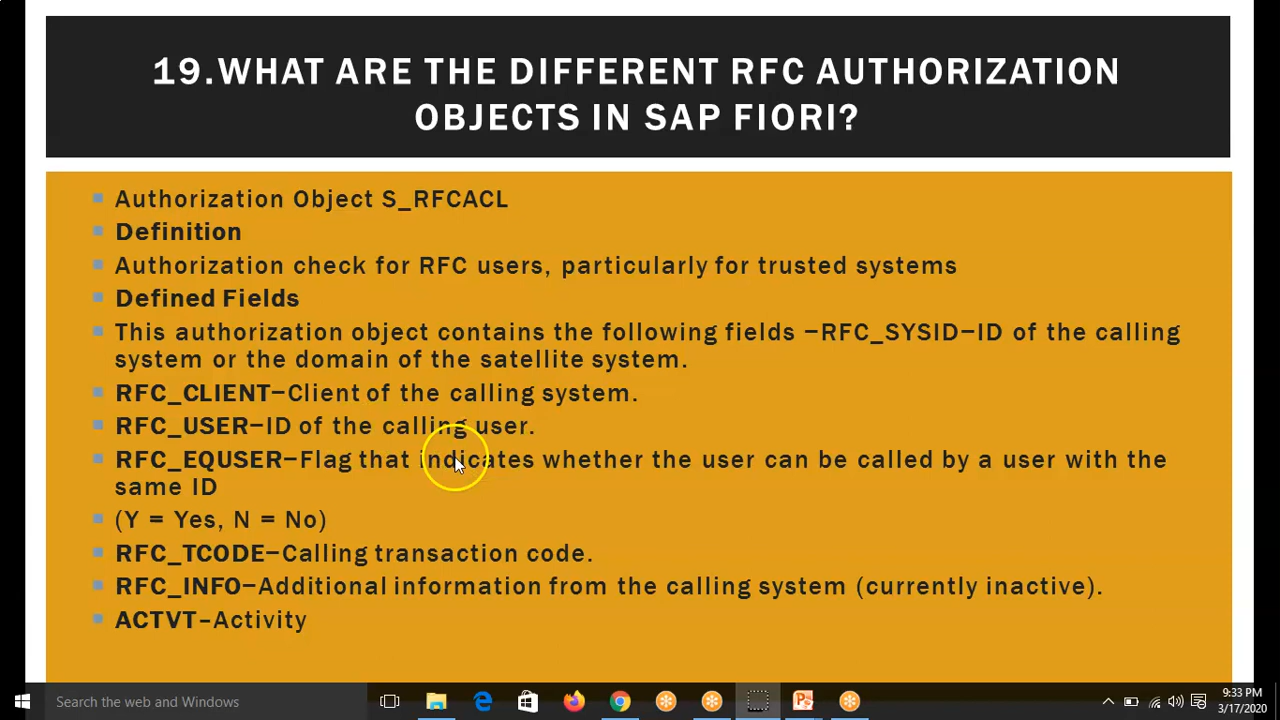 19.WHAT ARE THE DIFFERENT RFC AUTHORIZATION
OBJECTS IN SAP FIORI?
Authorization Object S_RFCACL
Definition
Authorization check for RFC users, particularly for trusted systems
Defined Fields
This authorization object contains the following fields −RFC_SYSID−ID of the calling
system or the domain of the satellite system.
RFC_CLIENT−Client of the calling system.
RFC_USER−ID of the calling user.
RFC_EQUSER−Flag that indicates whether the user can be called by a user with the
same ID
(Y = Yes, N = No)
RFC_TCODE−Calling transaction code.
RFC_INFO−Additional information from the calling system (currently inactive).
ACTVT–Activity
Search the web and Windows
9:33 PM
3/17/2020